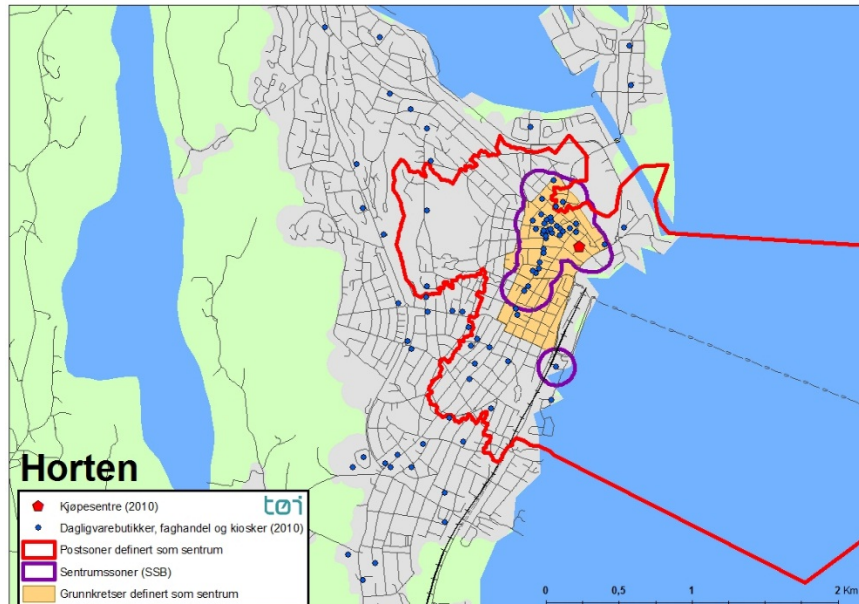 Horten
tøi
Kjøpesentre (2010)
Dagligvarebutikker, faghandel og kiosker (2010)
Postsoner definert som sentrum
Sentrumssoner (SSB)
Grunnkretser definert som sentrum
0 0,5 1 2 Km